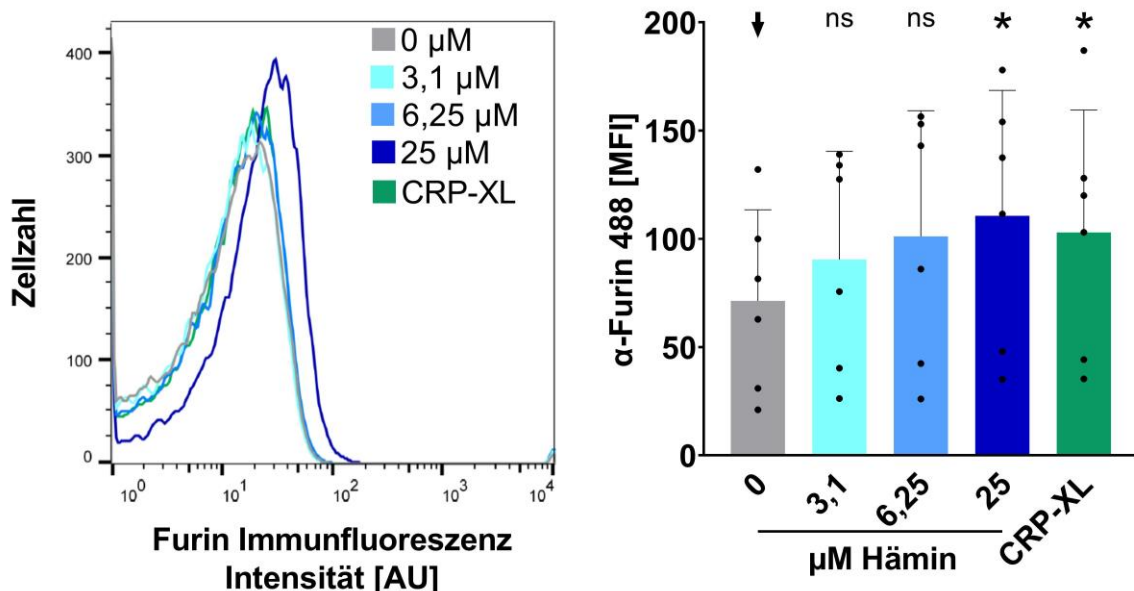 400
300
200
100
0
Zellzahl
10⁰
10¹
10²
10³
10⁴
Furin Immunfluoreszenz
Intensität [AU]
0 µM
3,1 µM
6,25 µM
25 µM
CRP-XL
200
150
100
50
0
α-Furin 488 [MFI]
ns
ns
*
*
0
3,1
6,25
25
CRP-XL
µM Hämin